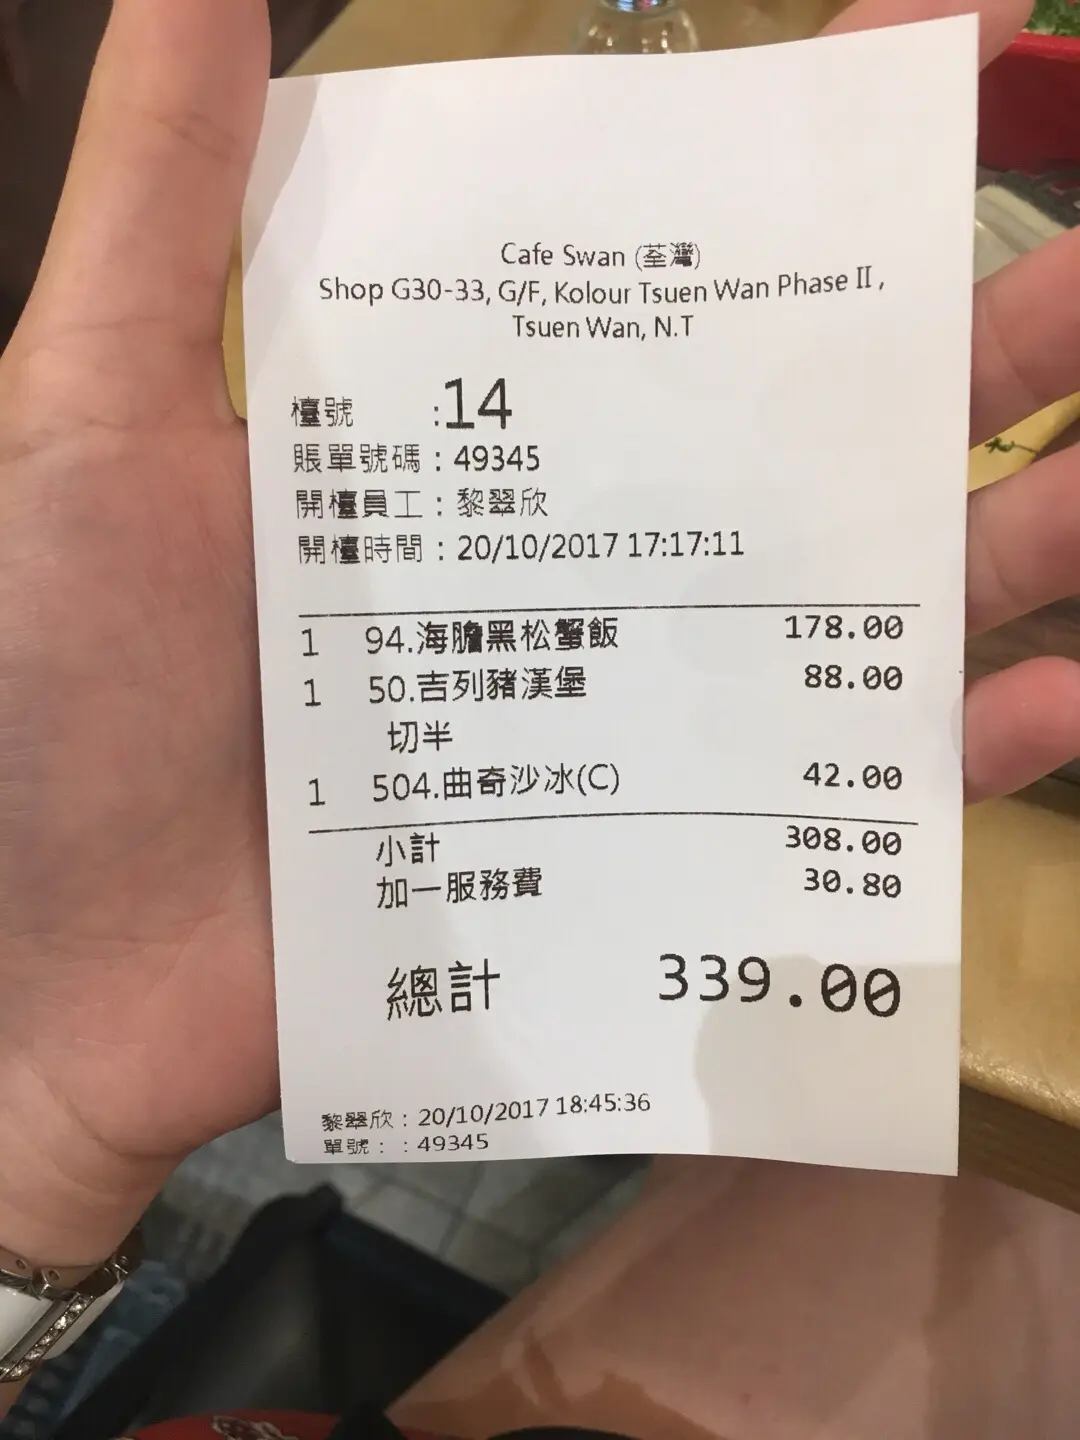 Cafe Swan (荃灣)
Shop G30-33, G/F, Kolour Tsuen Wan Phase II ,
Tsuen Wan, N.T
檯號 :14
賬單號碼 : 49345
開檯員工 : 黎翠欣
開檯時間 : 20/10/2017 17:17:11
1 94.海膽黑松蟹飯 178.00
1 50.吉列豬漢堡 88.00
切半
1 504.曲奇沙冰(C) 42.00
小計 308.00
加一服務費 30.80
總計 339.00
黎翠欣 : 20/10/2017 18:45:36
單號 : : 49345